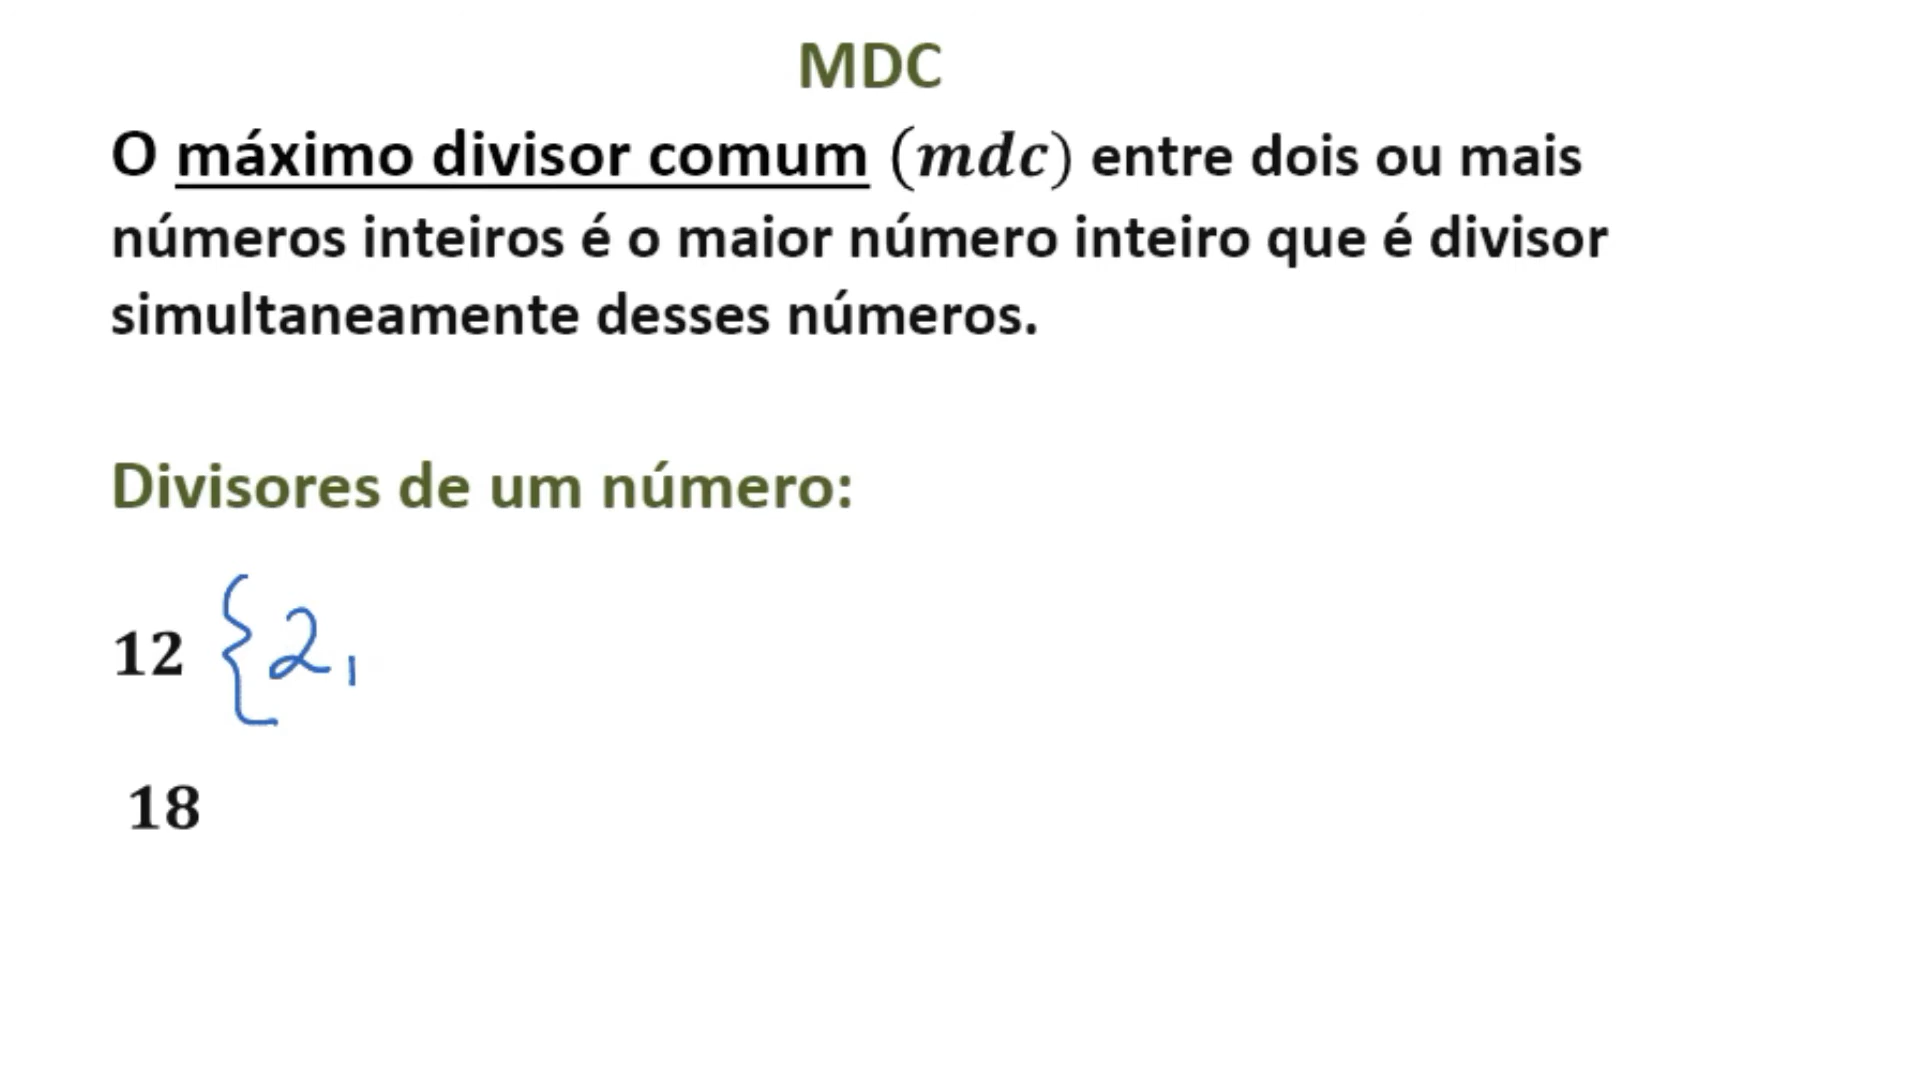 MDC
O máximo divisor comum (mdc) entre dois ou mais
números inteiros é o maior número inteiro que é divisor
simultaneamente desses números.
Divisores de um número:
12 {2,
18